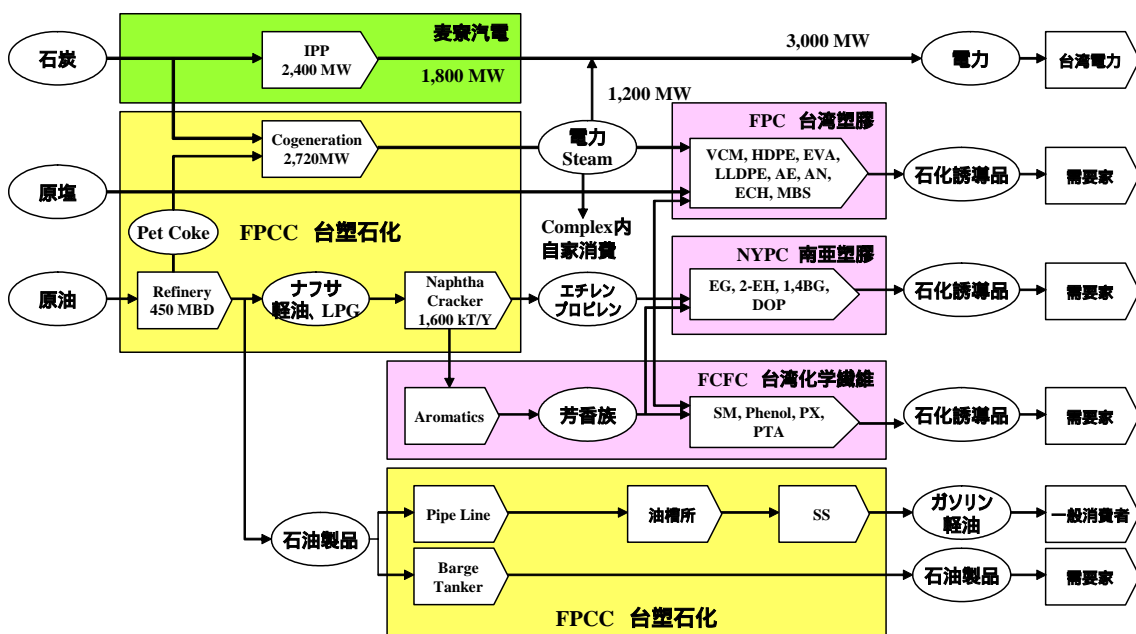 麦寮汽電
石炭
IPP
2,400 MW
1,800 MW
3,000 MW
電力
台湾電力
1,200 MW
Cogeneration
2,720MW
電力
Steam
FPC 台湾塑膠
VCM, HDPE, EVA,
LLDPE, AE, AN,
ECH, MBS
石化誘導品
需要家
原塩
Pet Coke
FPCC 台塑石化
Complex内
自家消費
原油
Refinery
450 MBD
ナフサ
軽油、LPG
Naphtha
Cracker
1,600 kT/Y
エチレン
プロピレン
NYPC 南亜塑膠
EG, 2-EH, 1,4BG,
DOP
石化誘導品
需要家
FCFC 台湾化学繊維
Aromatics
芳香族
SM, Phenol, PX,
PTA
石化誘導品
需要家
石油製品
Pipe Line
油槽所
SS
ガソリン
軽油
一般消費者
Barge
Tanker
石油製品
需要家
FPCC 台塑石化